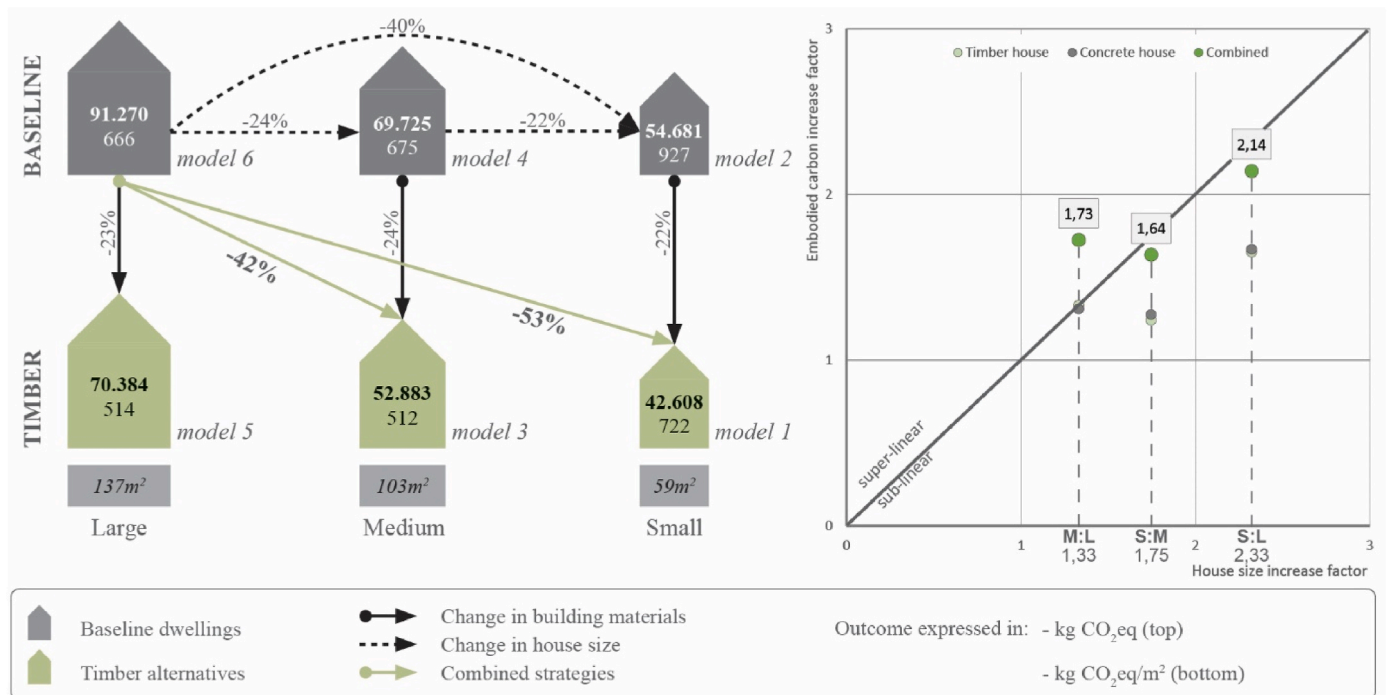 BASELINE
-40%
91.270
666
model 6
-24%
69.725
675
model 4
-22%
54.681
927
model 2
-23%
-24%
-22%
-42%
-53%
TIMBER
70.384
514
model 5
52.883
512
model 3
42.608
722
model 1
137m²
103m²
59m²
Large
Medium
Small
Embodied carbon increase factor
Timber house
Concrete house
Combined
3
2
1
0
1,73
1,64
2,14
super-linear
sub-linear
0
1
2
3
M:L
1,33
S:M
1,75
S:L
2,33
House size increase factor
Baseline dwellings
Timber alternatives
Change in building materials
Change in house size
Combined strategies
Outcome expressed in: - kg CO₂eq (top)
- kg CO₂eq/m² (bottom)